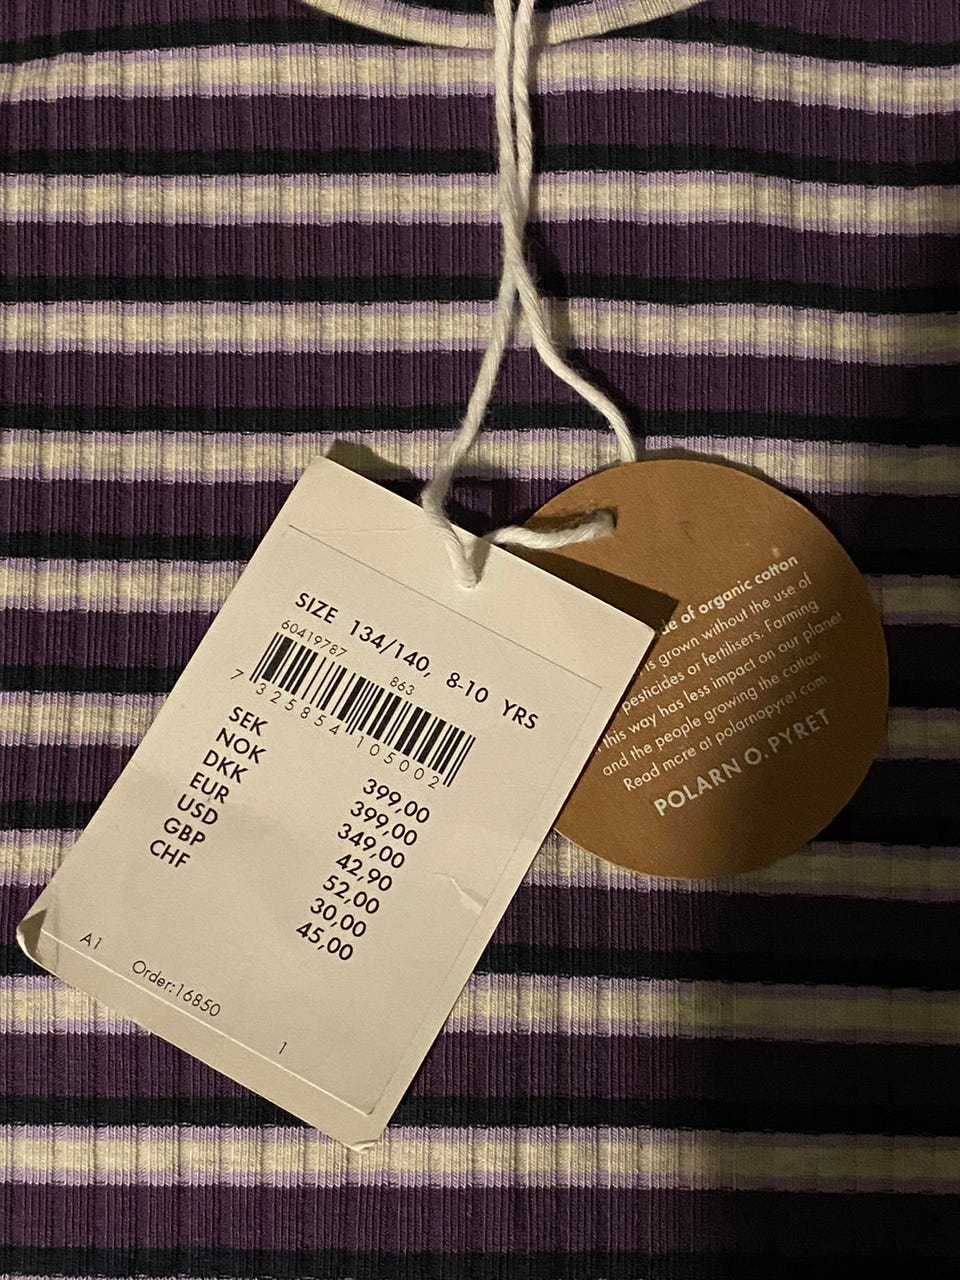 SIZE 134/140, 8-10 YRS
60419787 863
7 325854 105002
SEK 399,00
NOK 399,00
DKK 349,00
EUR 42,90
USD 52,00
GBP 30,00
CHF 45,00
A1
Order:16850
1
of organic cotton
is grown without the use of
pesticides or fertilisers. Farming
this way has less impact on our planet
and the people growing the cotton
Read more at polarnopyret.com
POLARN O. PYRET